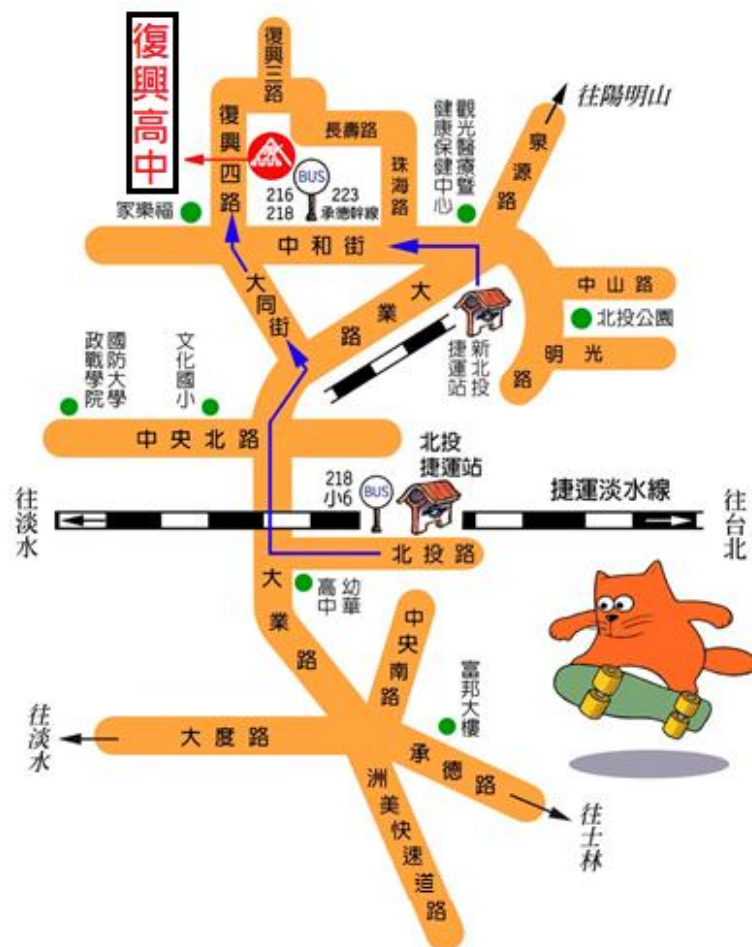 復興高中
復興三路
往陽明山
復興四路
長壽路
珠海路
觀光醫療暨
健康保健中心
泉源路
BUS
216
218
223
承德幹線
家樂福
中和街
大同街
大業路
新北投
捷運站
中山路
北投公園
光明路
國防大學
政戰學院
文化國小
中央北路
北投
捷運站
218
小6
BUS
捷運淡水線
往淡水
往台北
北投路
幼華
高中
大業路
中央南路
富邦大樓
往淡水
大度路
承德路
往士林
洲美快速道路